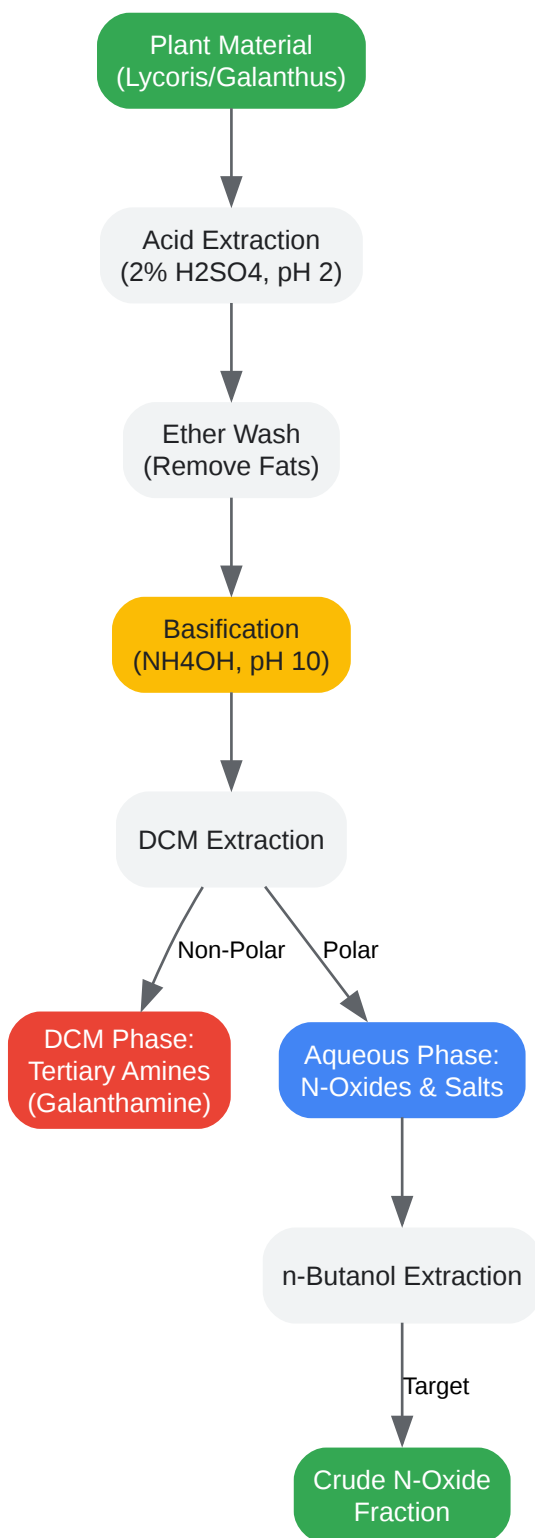 Plant Material
(Lycoris/Galanthus)
Acid Extraction
(2% H2SO4, pH 2)
Ether Wash
(Remove Fats)
Basification
(NH4OH, pH 10)
DCM Extraction
Non-Polar
Polar
DCM Phase:
Tertiary Amines
(Galanthamine)
Aqueous Phase:
N-Oxides & Salts
n-Butanol Extraction
Target
Crude N-Oxide
Fraction